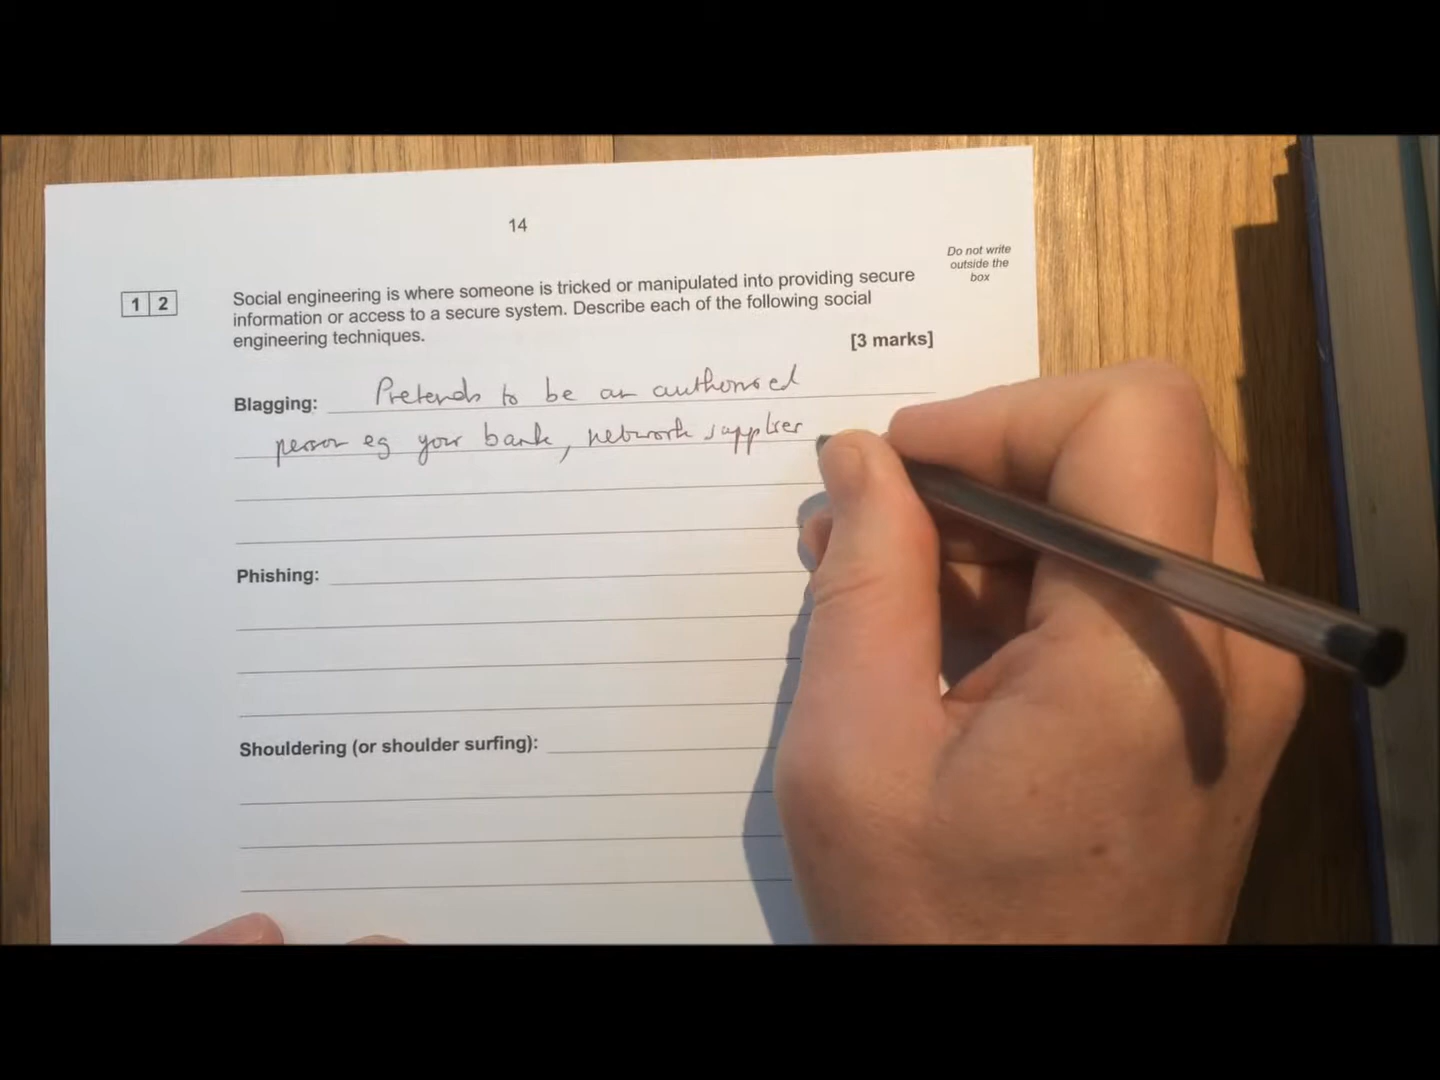 14
Do not write
outside the
box
1 2
Social engineering is where someone is tricked or manipulated into providing secure
information or access to a secure system. Describe each of the following social
engineering techniques.
[3 marks]
Blagging: Pretends to be an authorised
person eg your bank, network supplier
Phishing:
Shouldering (or shoulder surfing):